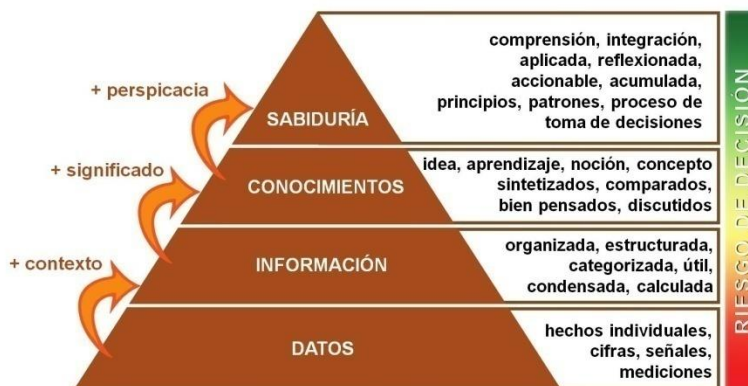 comprensión, integración,
aplicada, reflexionada,
accionable, acumulada,
principios, patrones, proceso de
toma de decisiones
+ perspicacia
SABIDURÍA
idea, aprendizaje, noción, concepto
sintetizados, comparados,
bien pensados, discutidos
+ significado
CONOCIMIENTOS
organizada, estructurada,
categorizada, útil,
condensada, calculada
+ contexto
INFORMACIÓN
hechos individuales,
cifras, señales,
mediciones
DATOS
RIESGO DE DECISIÓN